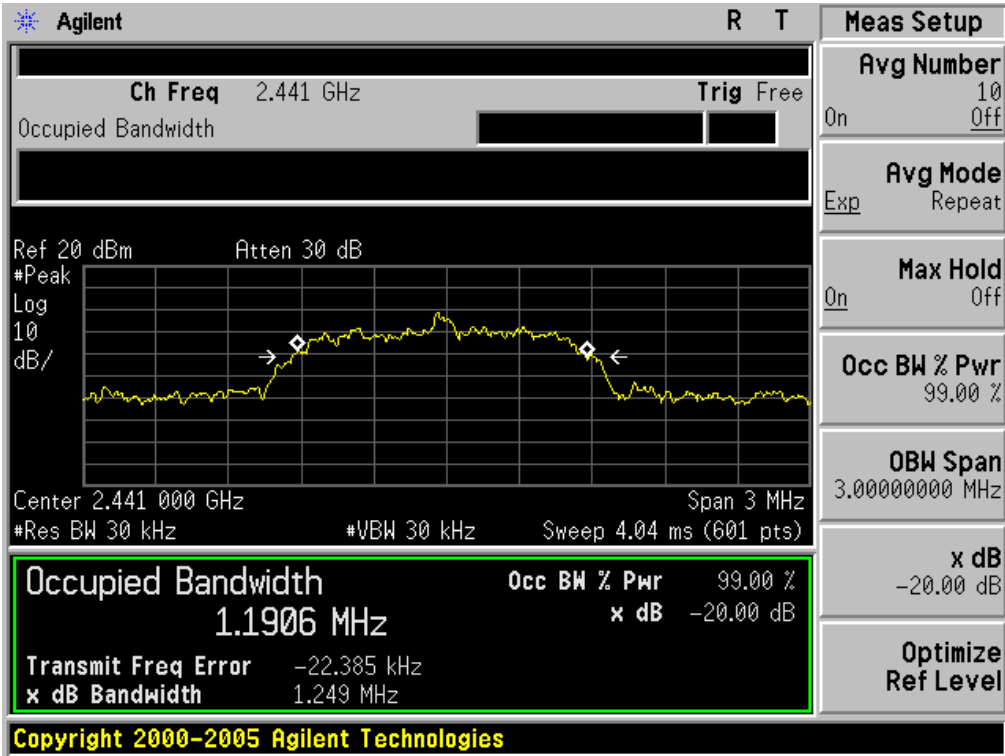 Agilent R T
Meas Setup
Ch Freq 2.441 GHz Trig Free
Occupied Bandwidth
Ref 20 dBm Atten 30 dB
#Peak
Log
10
dB/
Center 2.441 000 GHz Span 3 MHz
#Res BW 30 kHz #VBW 30 kHz Sweep 4.04 ms (601 pts)
Occupied Bandwidth Occ BW % Pwr 99.00 %
1.1906 MHz x dB -20.00 dB
Transmit Freq Error -22.385 kHz
x dB Bandwidth 1.249 MHz
Avg Number
10
On Off
Avg Mode
Exp Repeat
Max Hold
On Off
Occ BW % Pwr
99.00 %
OBW Span
3.00000000 MHz
x dB
-20.00 dB
Optimize
Ref Level
Copyright 2000-2005 Agilent Technologies